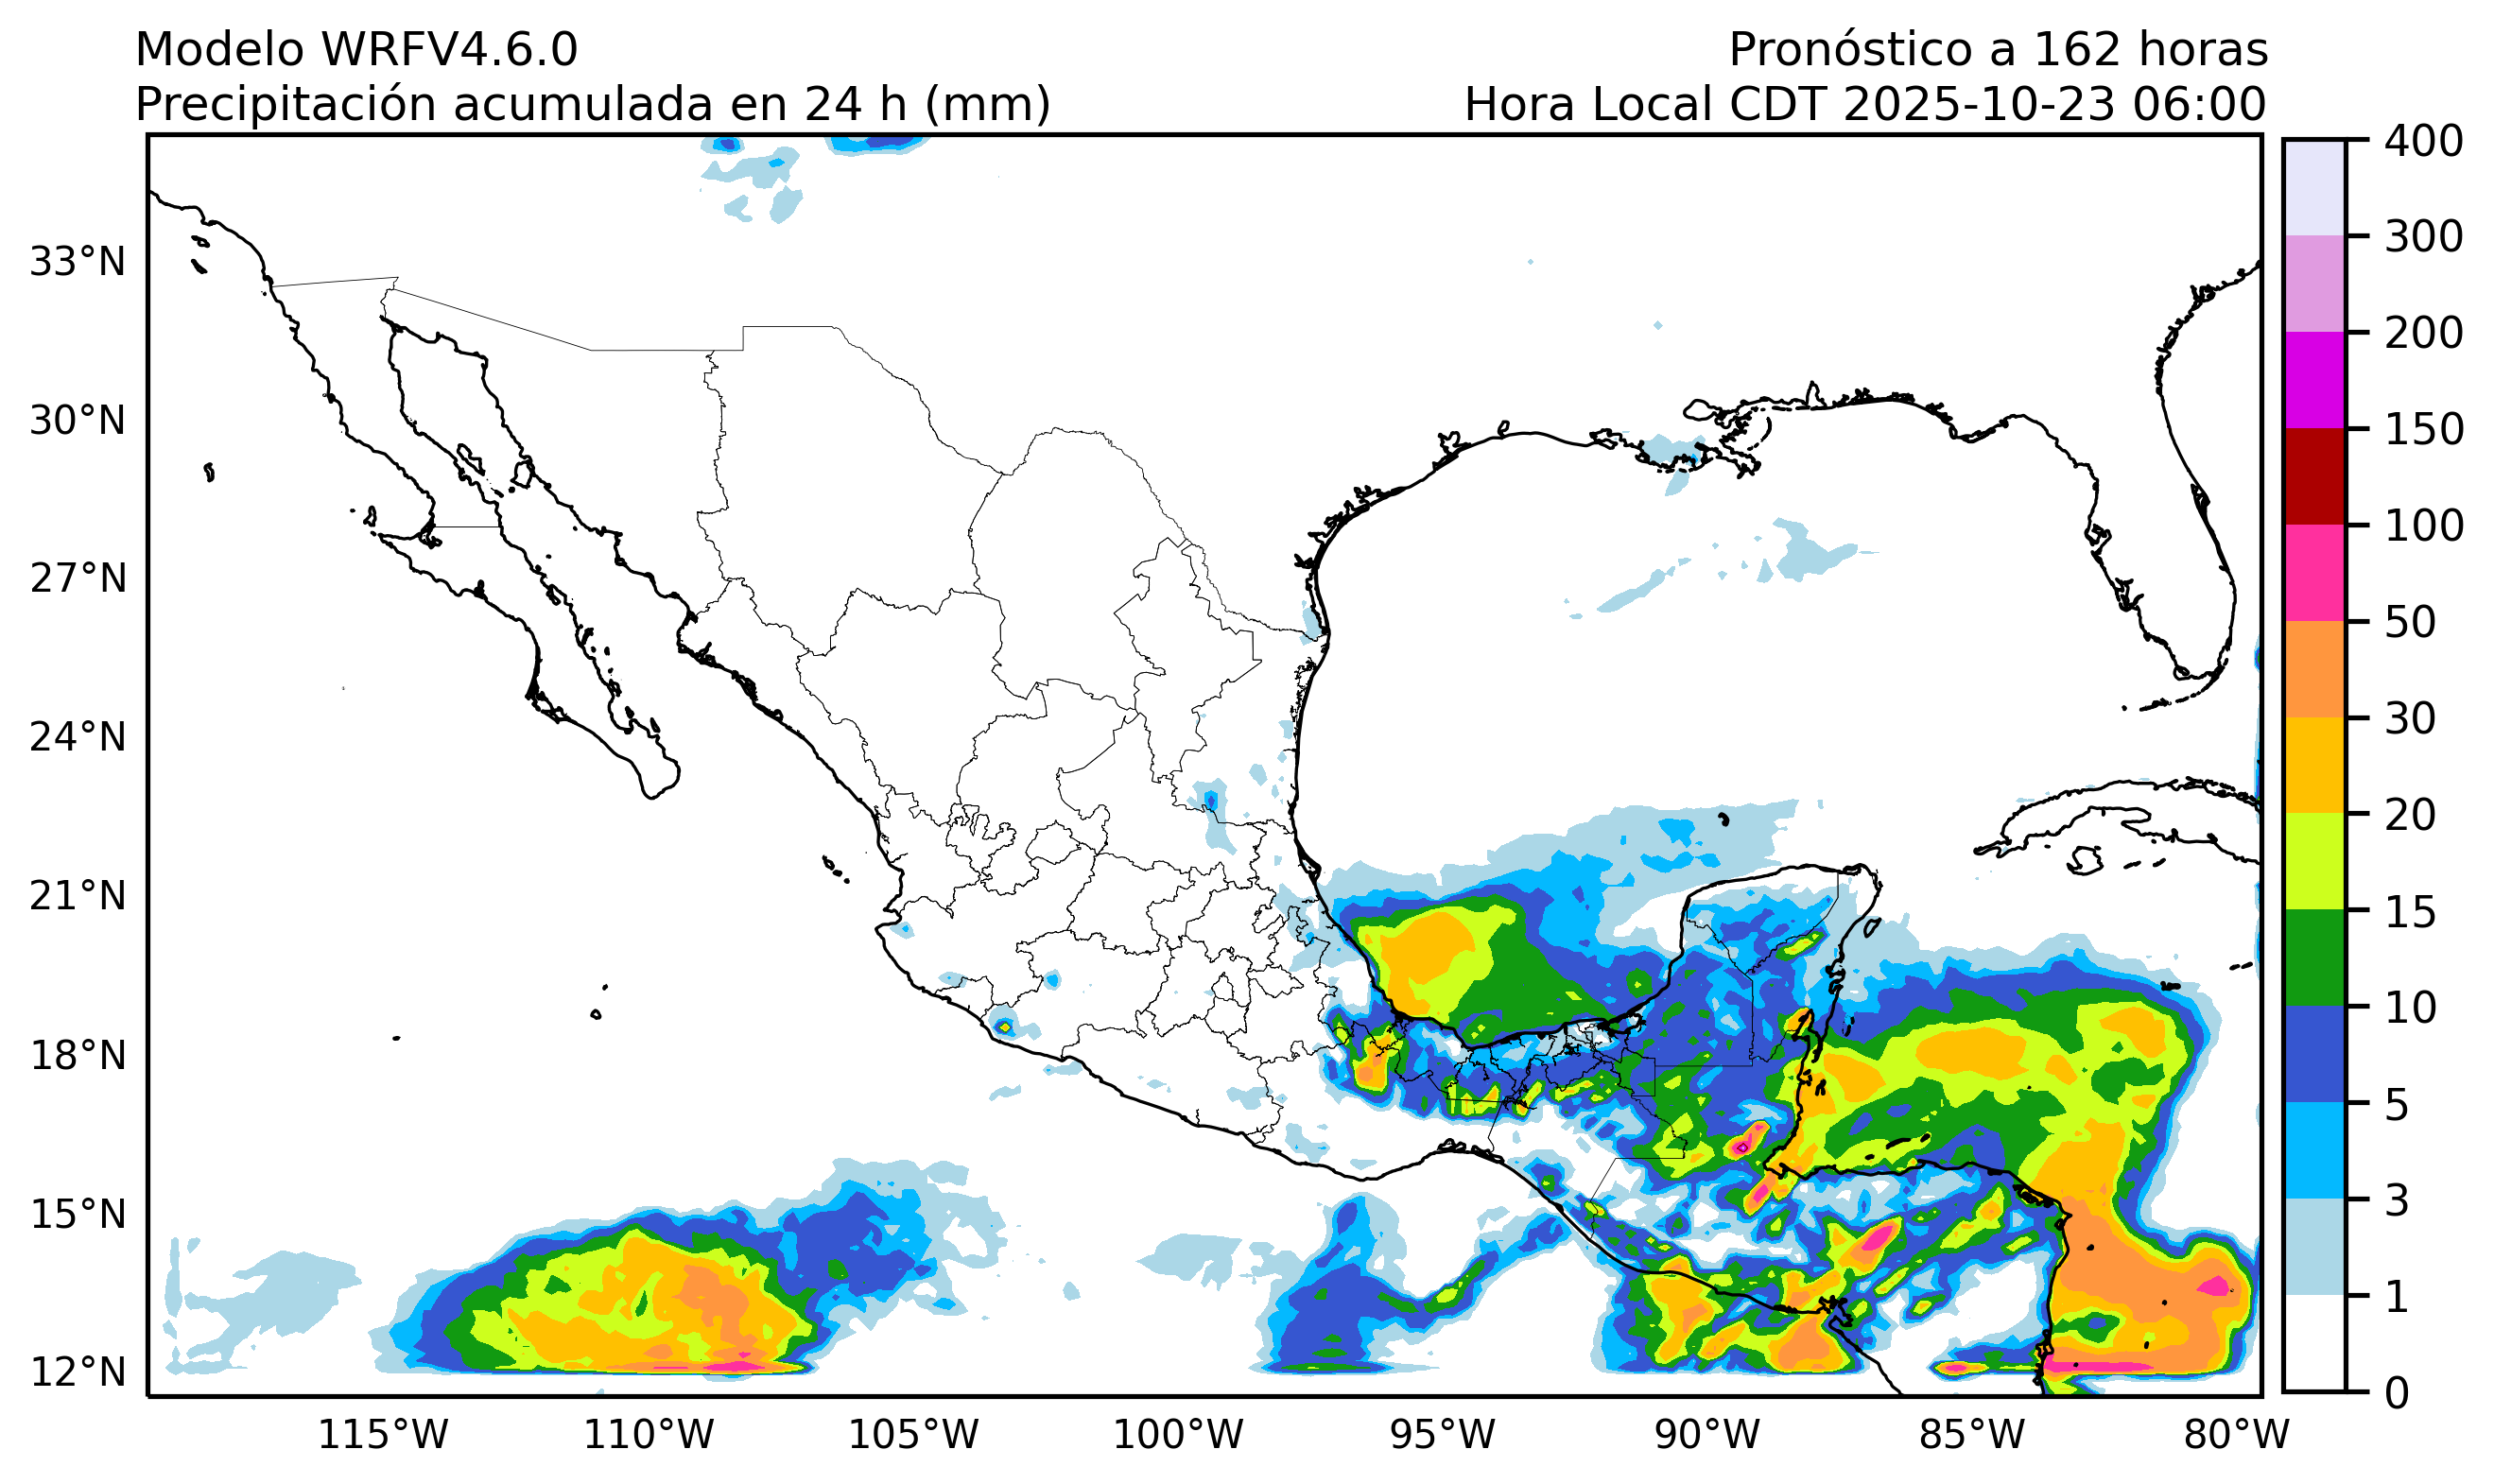 Modelo WRFV4.6.0
Pronóstico a 162 horas
Precipitación acumulada en 24 h (mm)
Hora Local CDT 2025-10-23 06:00
33°N
30°N
27°N
24°N
21°N
18°N
15°N
12°N
115°W
110°W
105°W
100°W
95°W
90°W
85°W
80°W
400
300
200
150
100
50
30
20
15
10
5
3
1
0